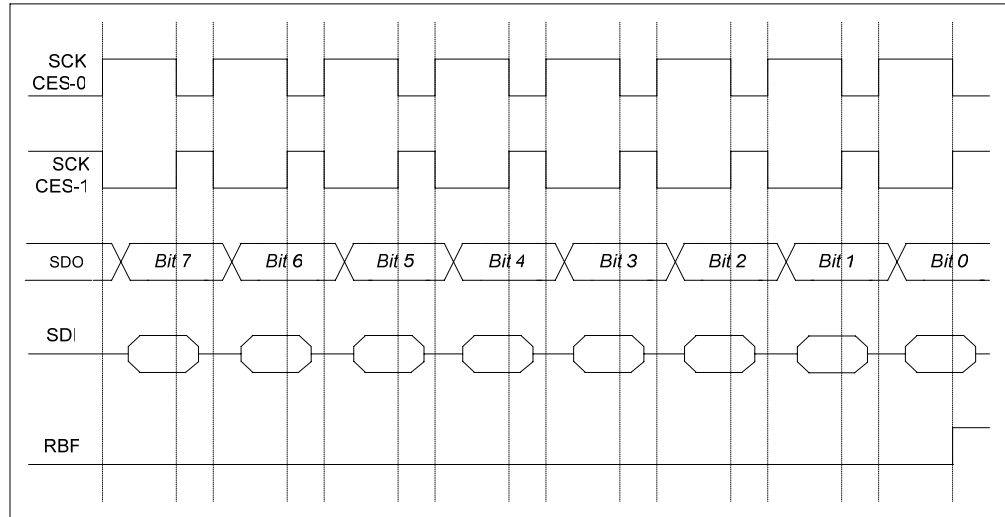 SCK
CES-0
SCK
CES-1
SDO Bit 7 Bit 6 Bit 5 Bit 4 Bit 3 Bit 2 Bit 1 Bit 0
SDI
RBF